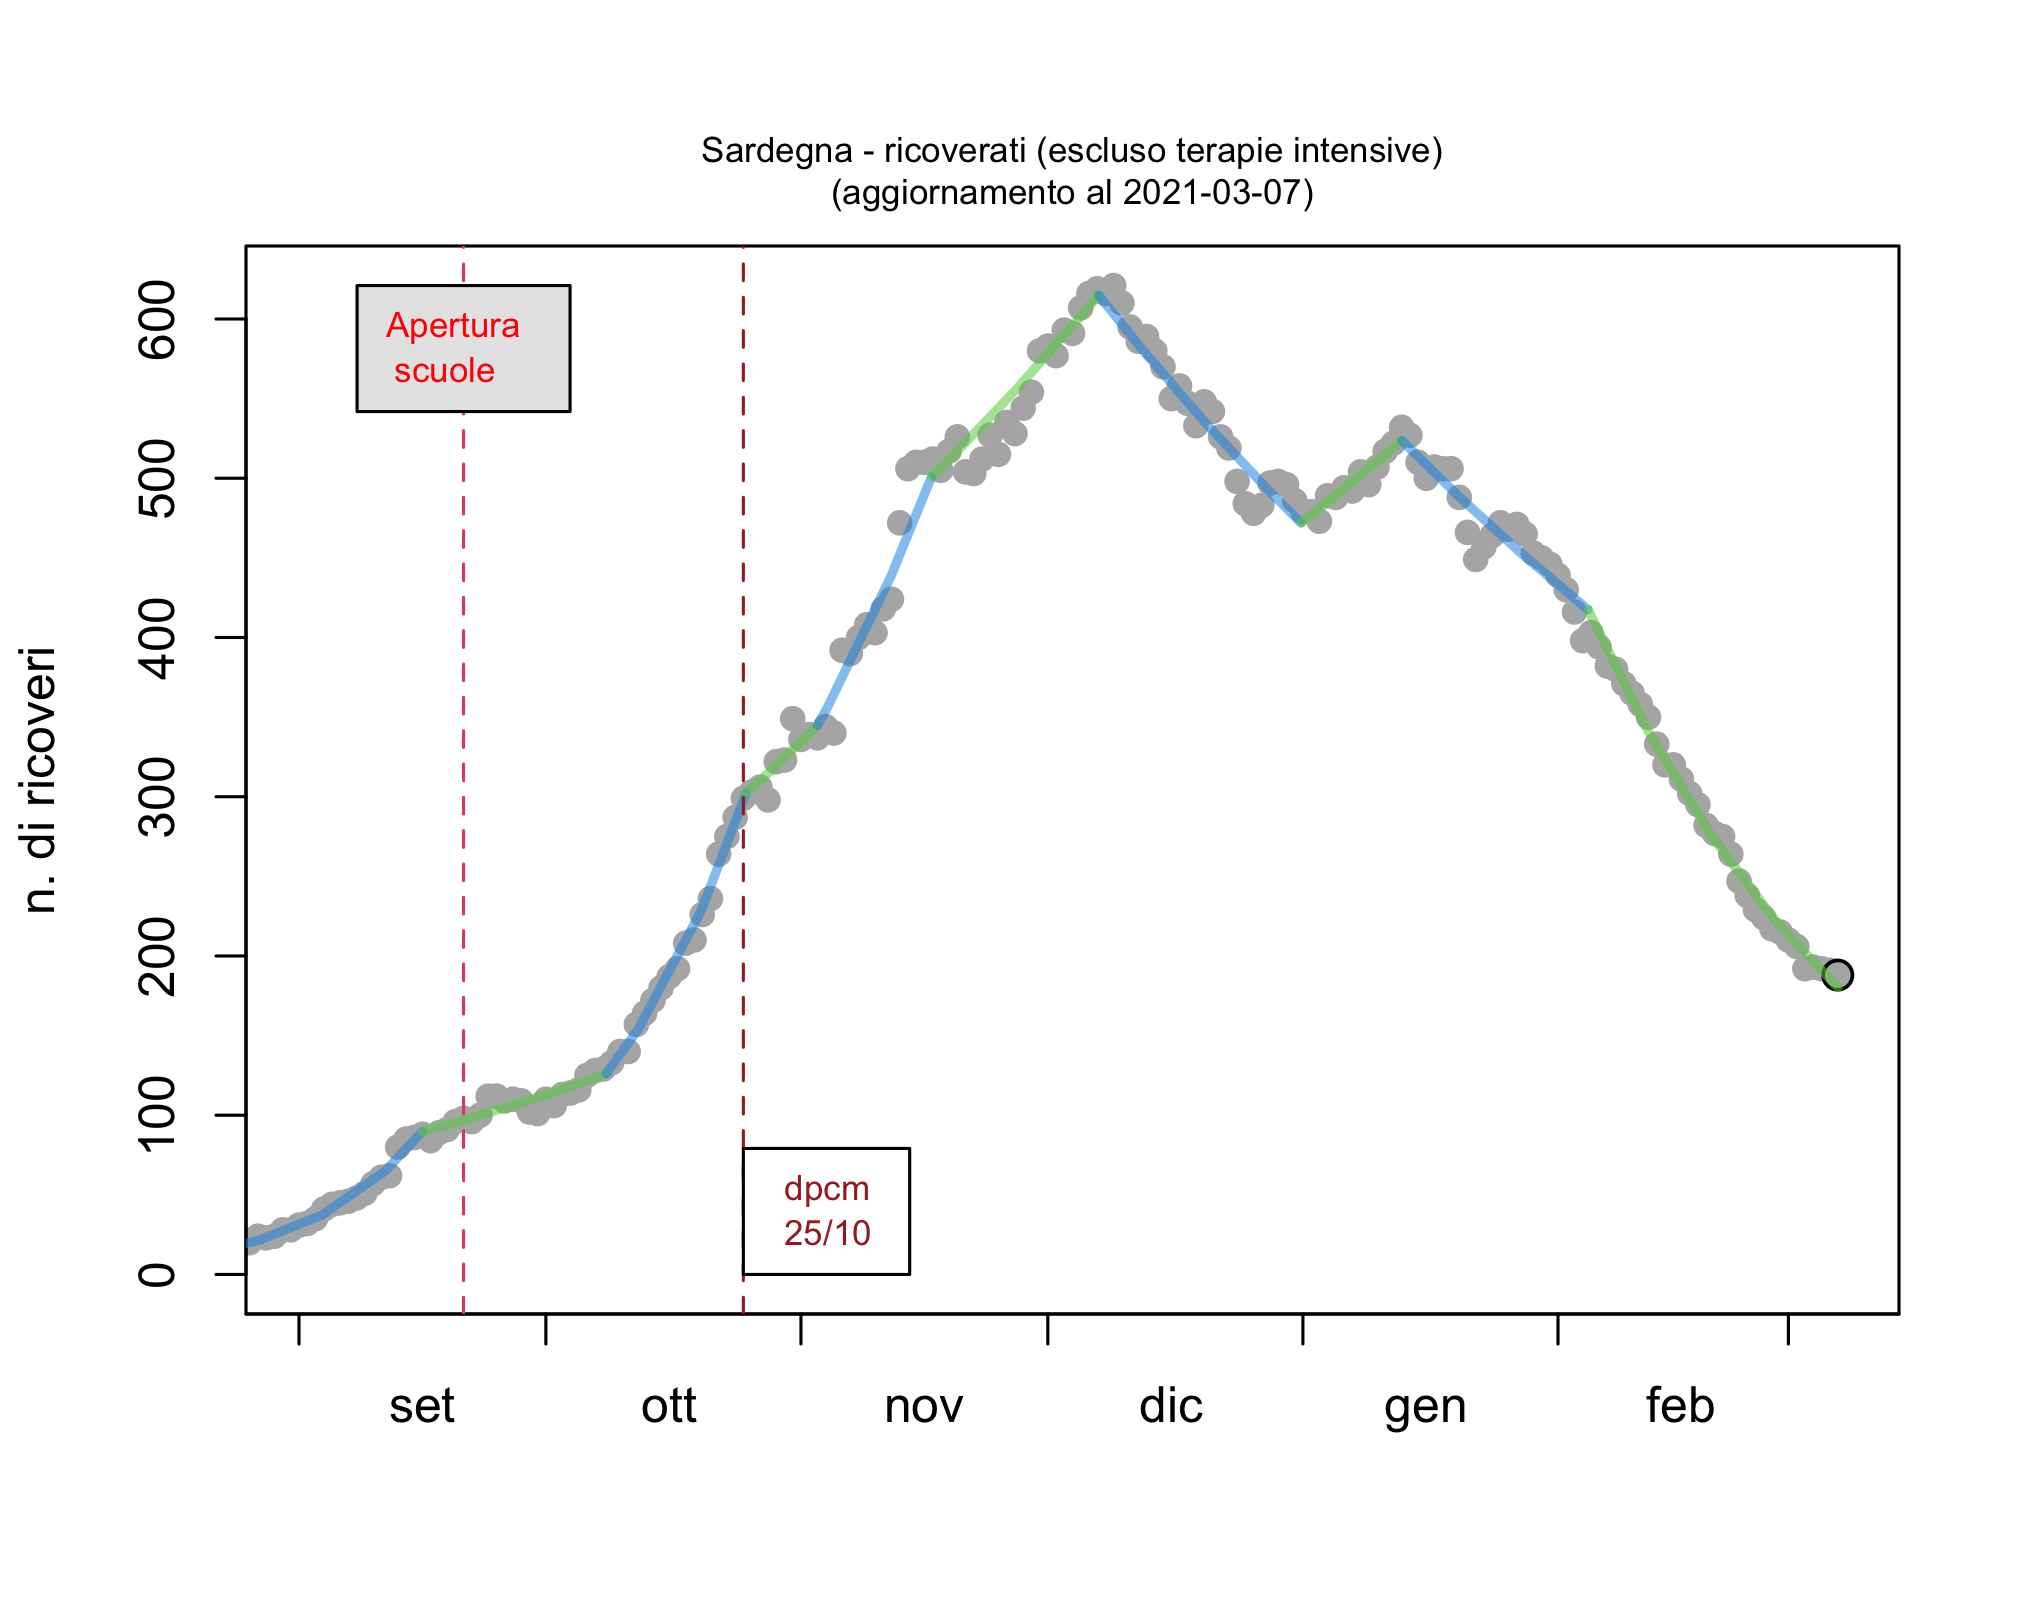 Sardegna - ricoverati (escluso terapie intensive)
(aggiornamento al 2021-03-07)
n. di ricoveri
600
500
400
300
200
100
0
Apertura
scuole
dpcm
25/10
set
ott
nov
dic
gen
feb